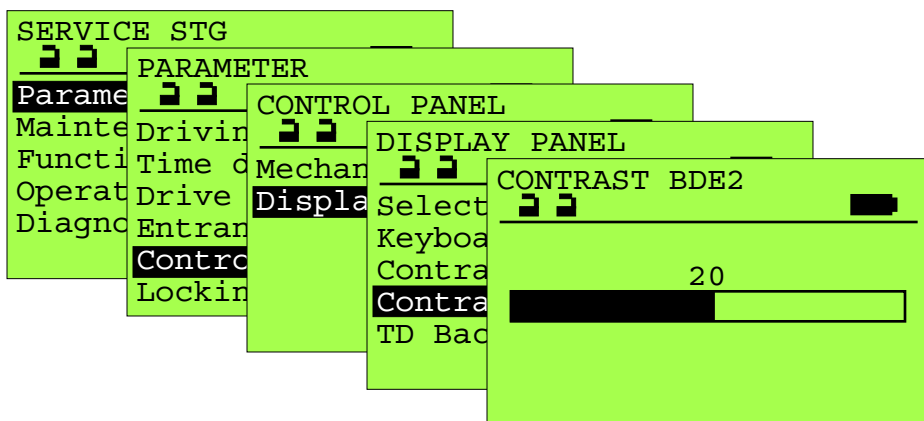 SERVICE STG
Parame
Mainte
Functi
Operat
Diagno
PARAMETER
Drivin
Time d
Drive
Entran
Contro
Lockin
CONTROL PANEL
Mechan
Displa
DISPLAY PANEL
Select
Keyboa
Contra
Contra
TD Bac
CONTRAST BDE2
20